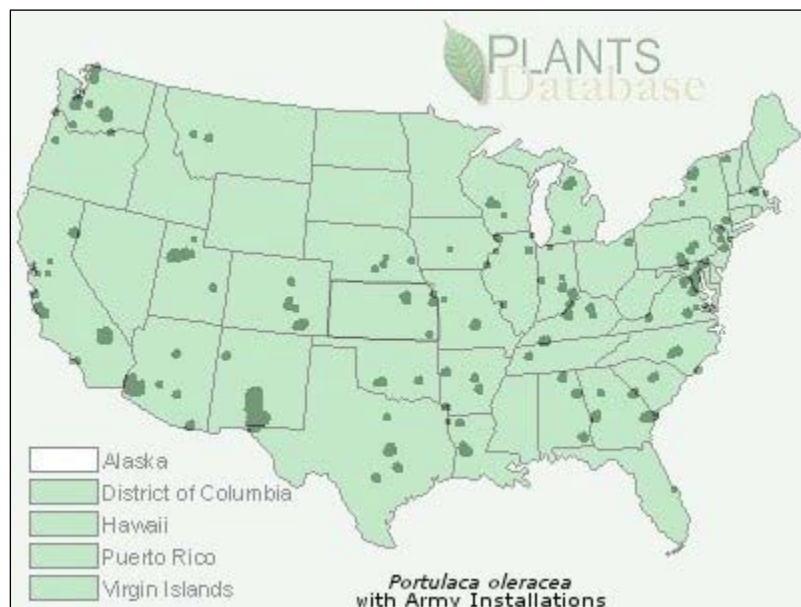 PLANTS
Database
Alaska
District of Columbia
Hawaii
Puerto Rico
Virgin Islands
Portulaca oleracea
with Army Installations